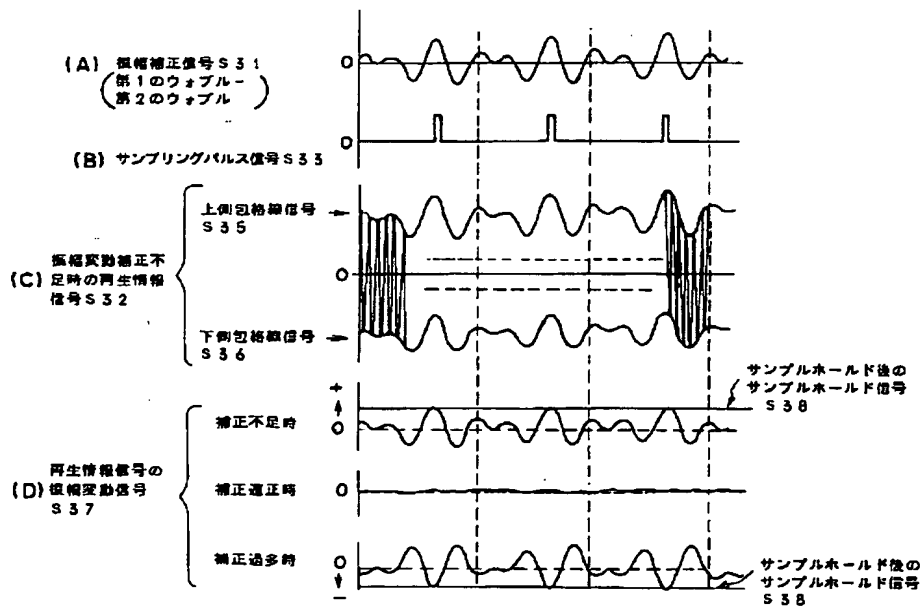 (A) 振幅補正信号S31
(第1のウォブルー
第2のウォブル)
0
0
(B) サンプリングパルス信号S33
上側包絡線信号
S35
(C) 振幅変動補正不
足時の再生情報
信号S32
0
下側包絡線信号
S36
サンプルホールド後の
サンプルホールド信号
S38
+
補正不足時
0
(D) 再生情報信号の
振幅変動信号
S37
補正適正時
0
補正過多時
0
-
サンプルホールド後の
サンプルホールド信号
S38